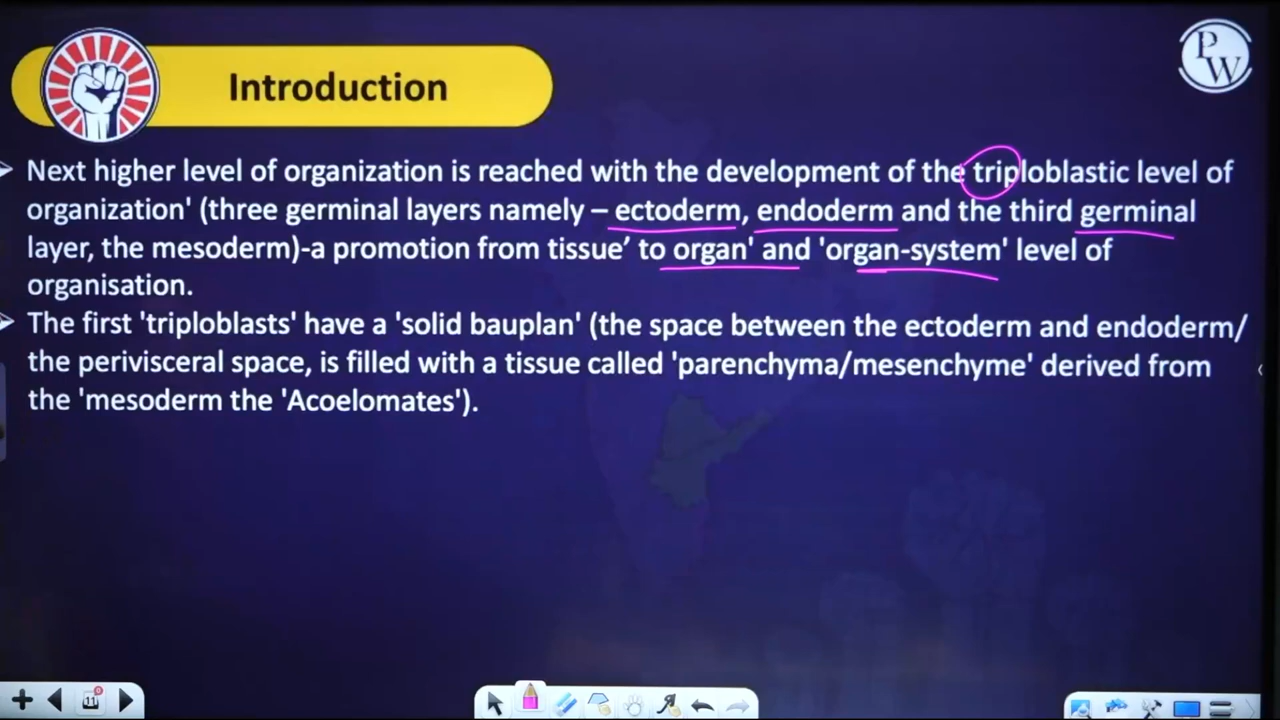 PW
Introduction
Next higher level of organization is reached with the development of the triploblastic level of
organization' (three germinal layers namely – ectoderm, endoderm and the third germinal
layer, the mesoderm)-a promotion from tissue’ to organ' and 'organ-system' level of
organisation.
The first 'triploblasts' have a 'solid bauplan' (the space between the ectoderm and endoderm/
the perivisceral space, is filled with a tissue called 'parenchyma/mesenchyme' derived from
the 'mesoderm the 'Acoelomates').
11